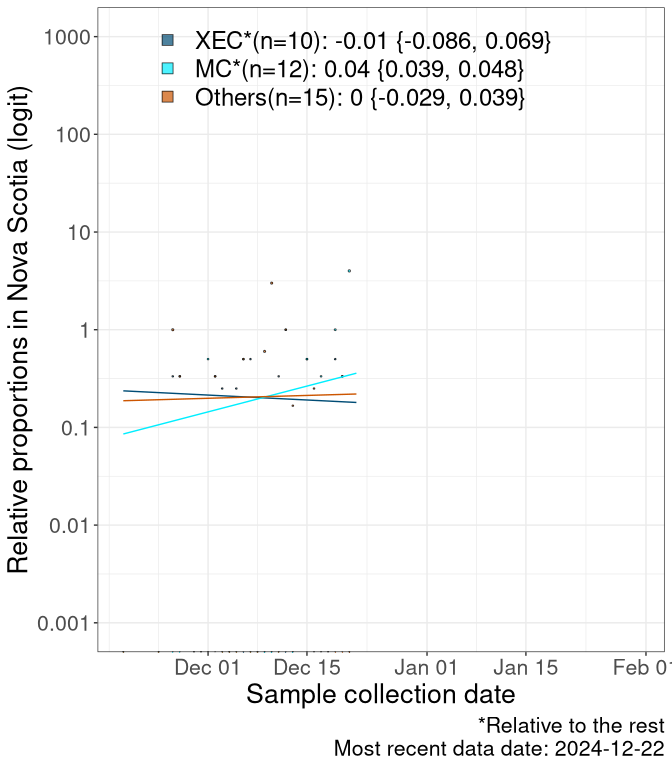 XEC*(n=10): -0.01 {-0.086, 0.069}
MC*(n=12): 0.04 {0.039, 0.048}
Others(n=15): 0 {-0.029, 0.039}
Relative proportions in Nova Scotia (logit)
1000
100
10
1
0.1
0.01
0.001
Dec 01 Dec 15 Jan 01 Jan 15 Feb 01
Sample collection date
*Relative to the rest
Most recent data date: 2024-12-22